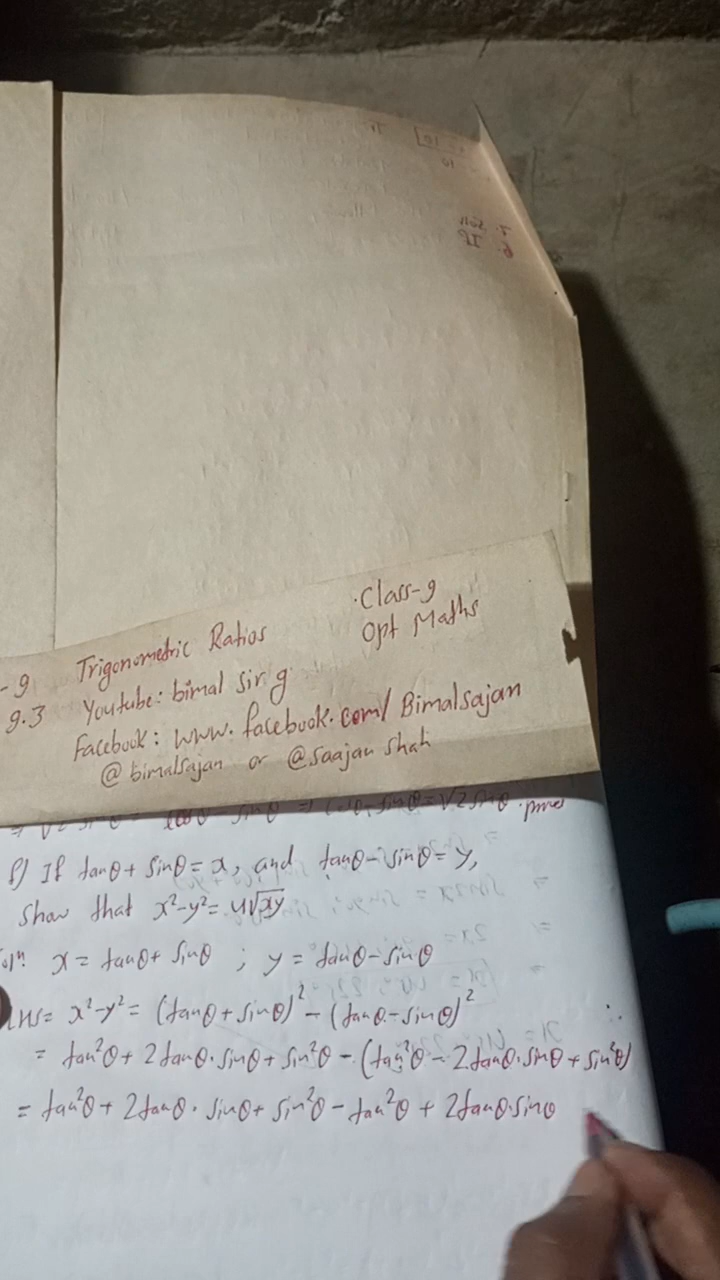 -9 Trigonometric Ratios
.Class-9
Opt Maths
9.3 Youtube: bimal sir g
Facebook: www.facebook.com/Bimalsajan
@bimalsajan or @saajan shah
f) If tanθ + sinθ = x, and tanθ - sinθ = y,
Show that x²-y² = 4√xy
Solⁿ: x = tanθ + sinθ ; y = tanθ - sinθ
LHS = x²-y² = (tanθ + sinθ)² - (tanθ - sinθ)²
= tan²θ + 2tanθ·sinθ + sin²θ - (tan²θ - 2tanθ·sinθ + sin²θ)
= tan²θ + 2tanθ·sinθ + sin²θ - tan²θ + 2tanθ·sinθ